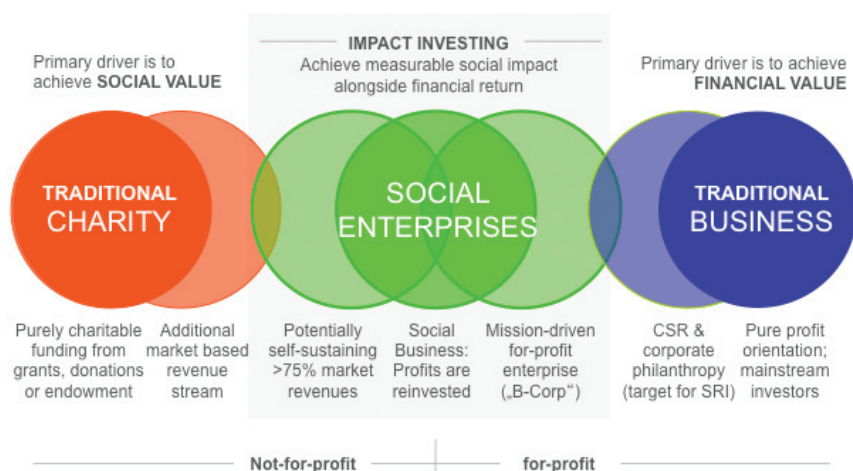 Primary driver is to
achieve SOCIAL VALUE
IMPACT INVESTING
Achieve measurable social impact
alongside financial return
Primary driver is to achieve
FINANCIAL VALUE
TRADITIONAL
CHARITY
SOCIAL
ENTERPRISES
TRADITIONAL
BUSINESS
Purely charitable
funding from
grants, donations
or endowment
Additional
market based
revenue
stream
Potentially
self-sustaining
>75% market
revenues
Social
Business:
Profits are
reinvested
Mission-driven
for-profit
enterprise
(„B-Corp“)
CSR &
corporate
philanthropy
(target for SRI)
Pure profit
orientation;
mainstream
investors
Not-for-profit
for-profit